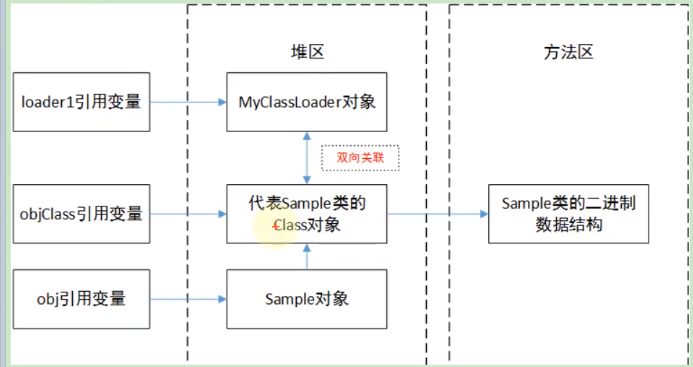 堆区
方法区
loader1引用变量
MyClassLoader对象
双向关联
objClass引用变量
代表Sample类的
Class对象
Sample类的二进制
数据结构
obj引用变量
Sample对象